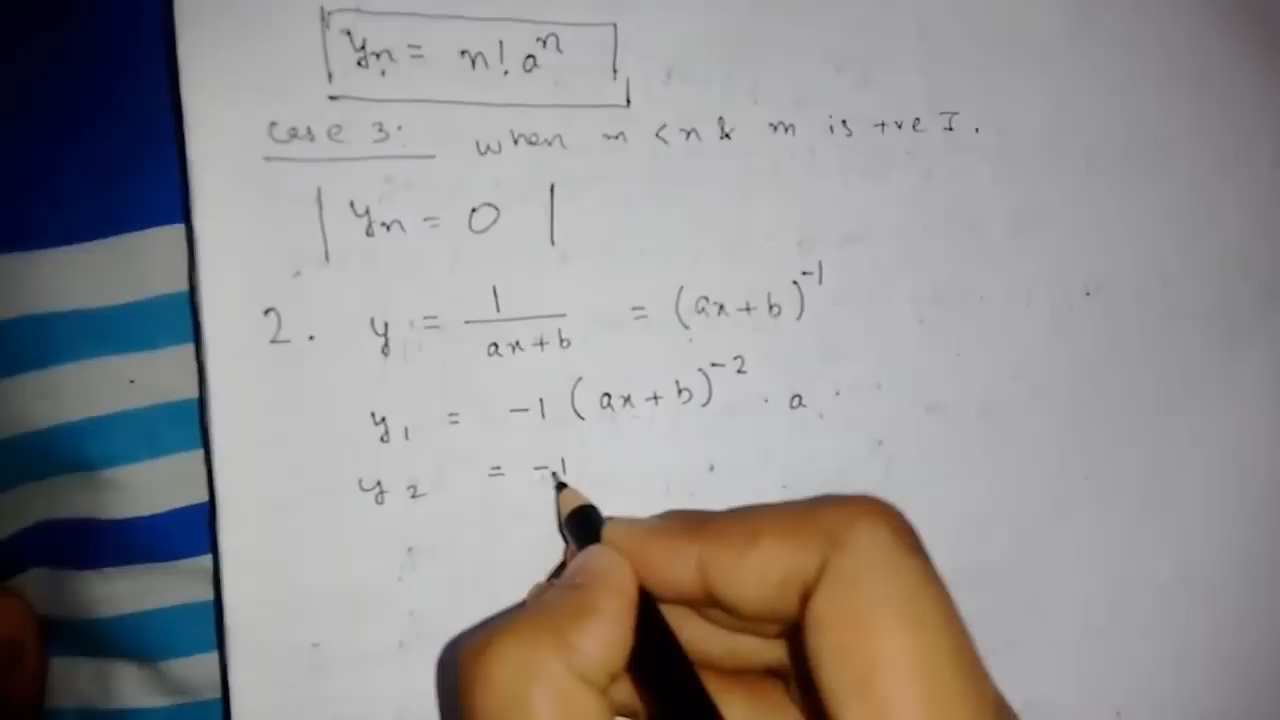 yn = n! a^n
Case 3: when m < n & m is +ve I.
yn = 0
2. y = 1/(ax+b) = (ax+b)^-1
y1 = -1 (ax+b)^-2 . a
y2 = -1